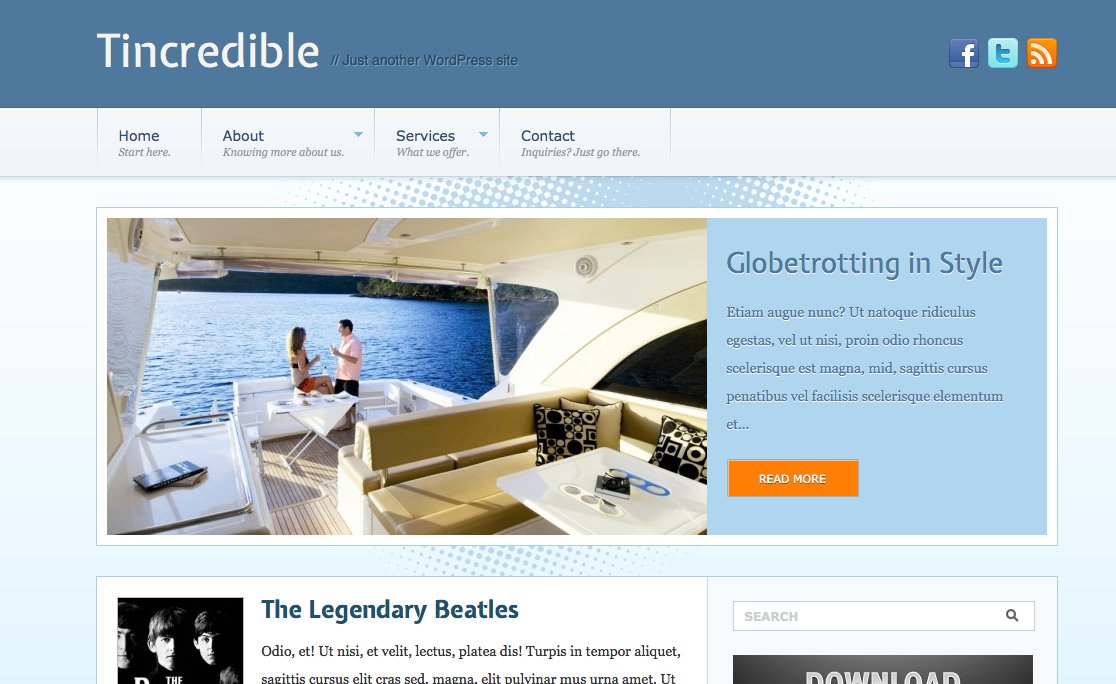 Tincredible // Just another WordPress site
Home
Start here.
About
Knowing more about us.
Services
What we offer.
Contact
Inquiries? Just go there.
Globetrotting in Style
Etiam augue nunc? Ut natoque ridiculus
egestas, vel ut nisi, proin odio rhoncus
scelerisque est magna, mid, sagittis cursus
penatibus vel facilisis scelerisque elementum
et...
READ MORE
The Legendary Beatles
Odio, et! Ut nisi, et velit, lectus, platea dis! Turpis in tempor aliquet,
sagittis cursus elit cras sed, magna, elit pulvinar mus urna amet. Ut
THE
SEARCH
DOWNLOAD